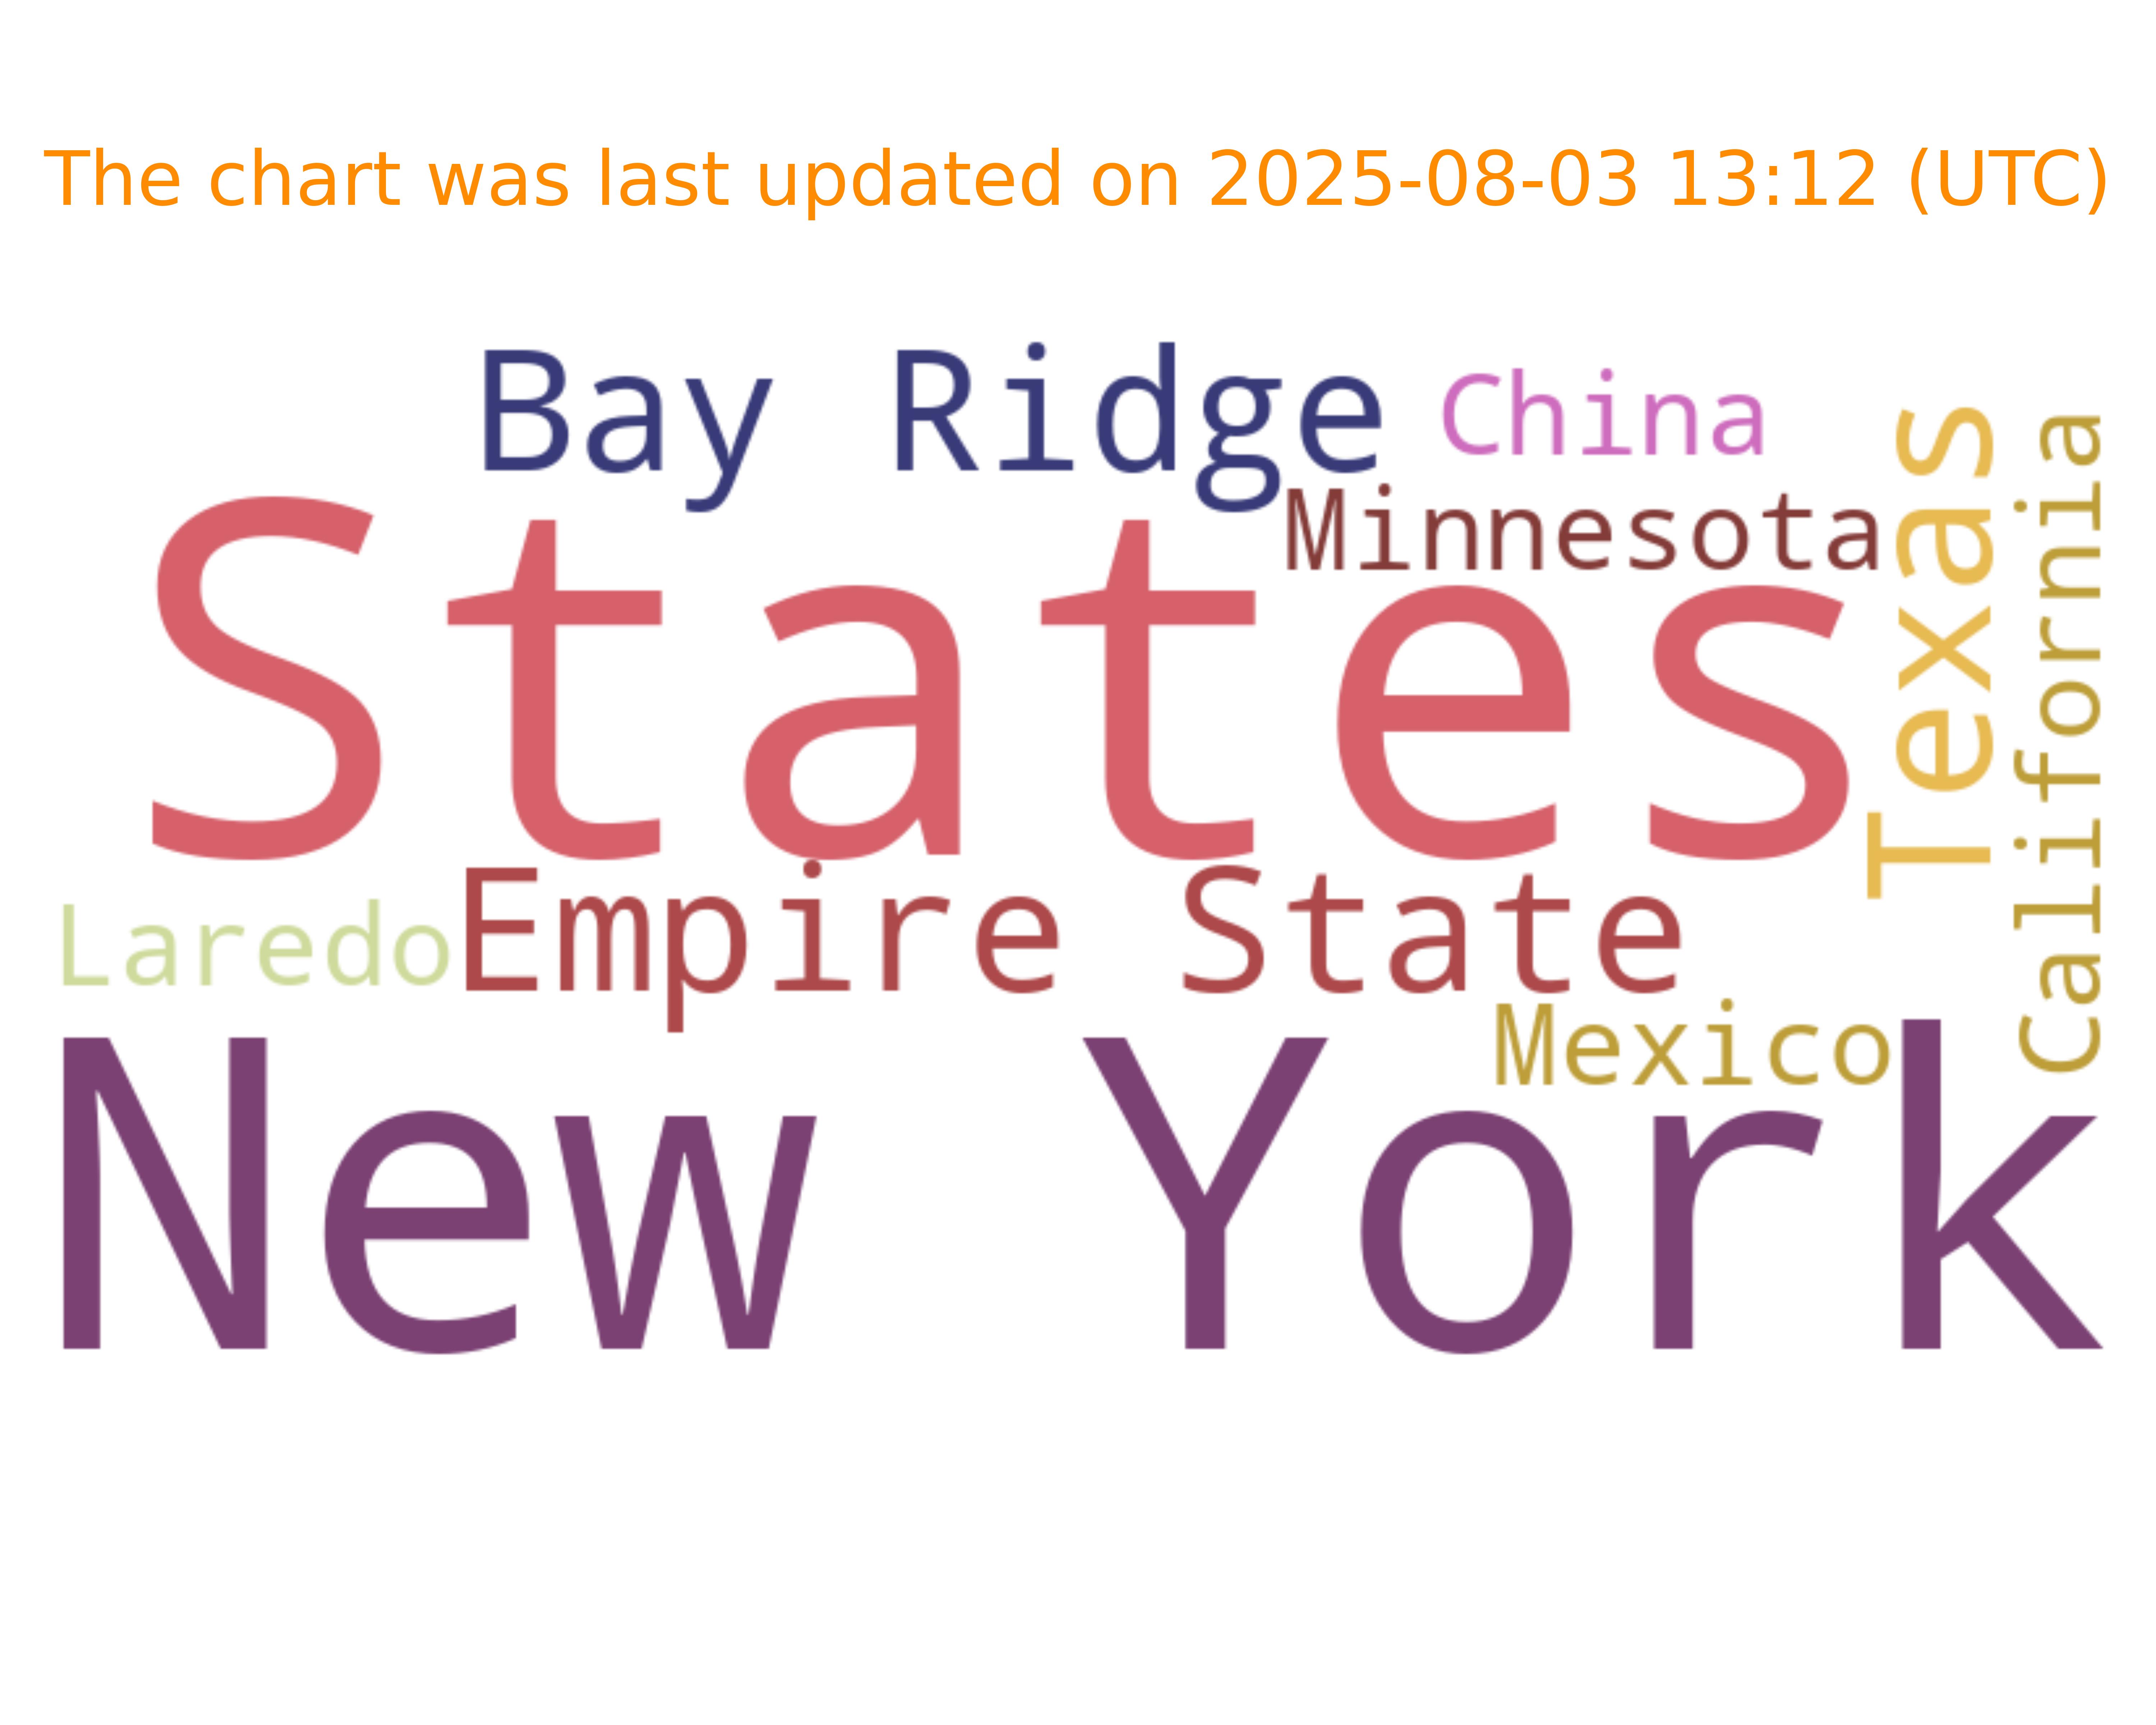 The chart was last updated on 2025-08-03 13:12 (UTC)
Bay Ridge
China
Minnesota
States
Texas
California
Laredo
Empire State
Mexico
New York